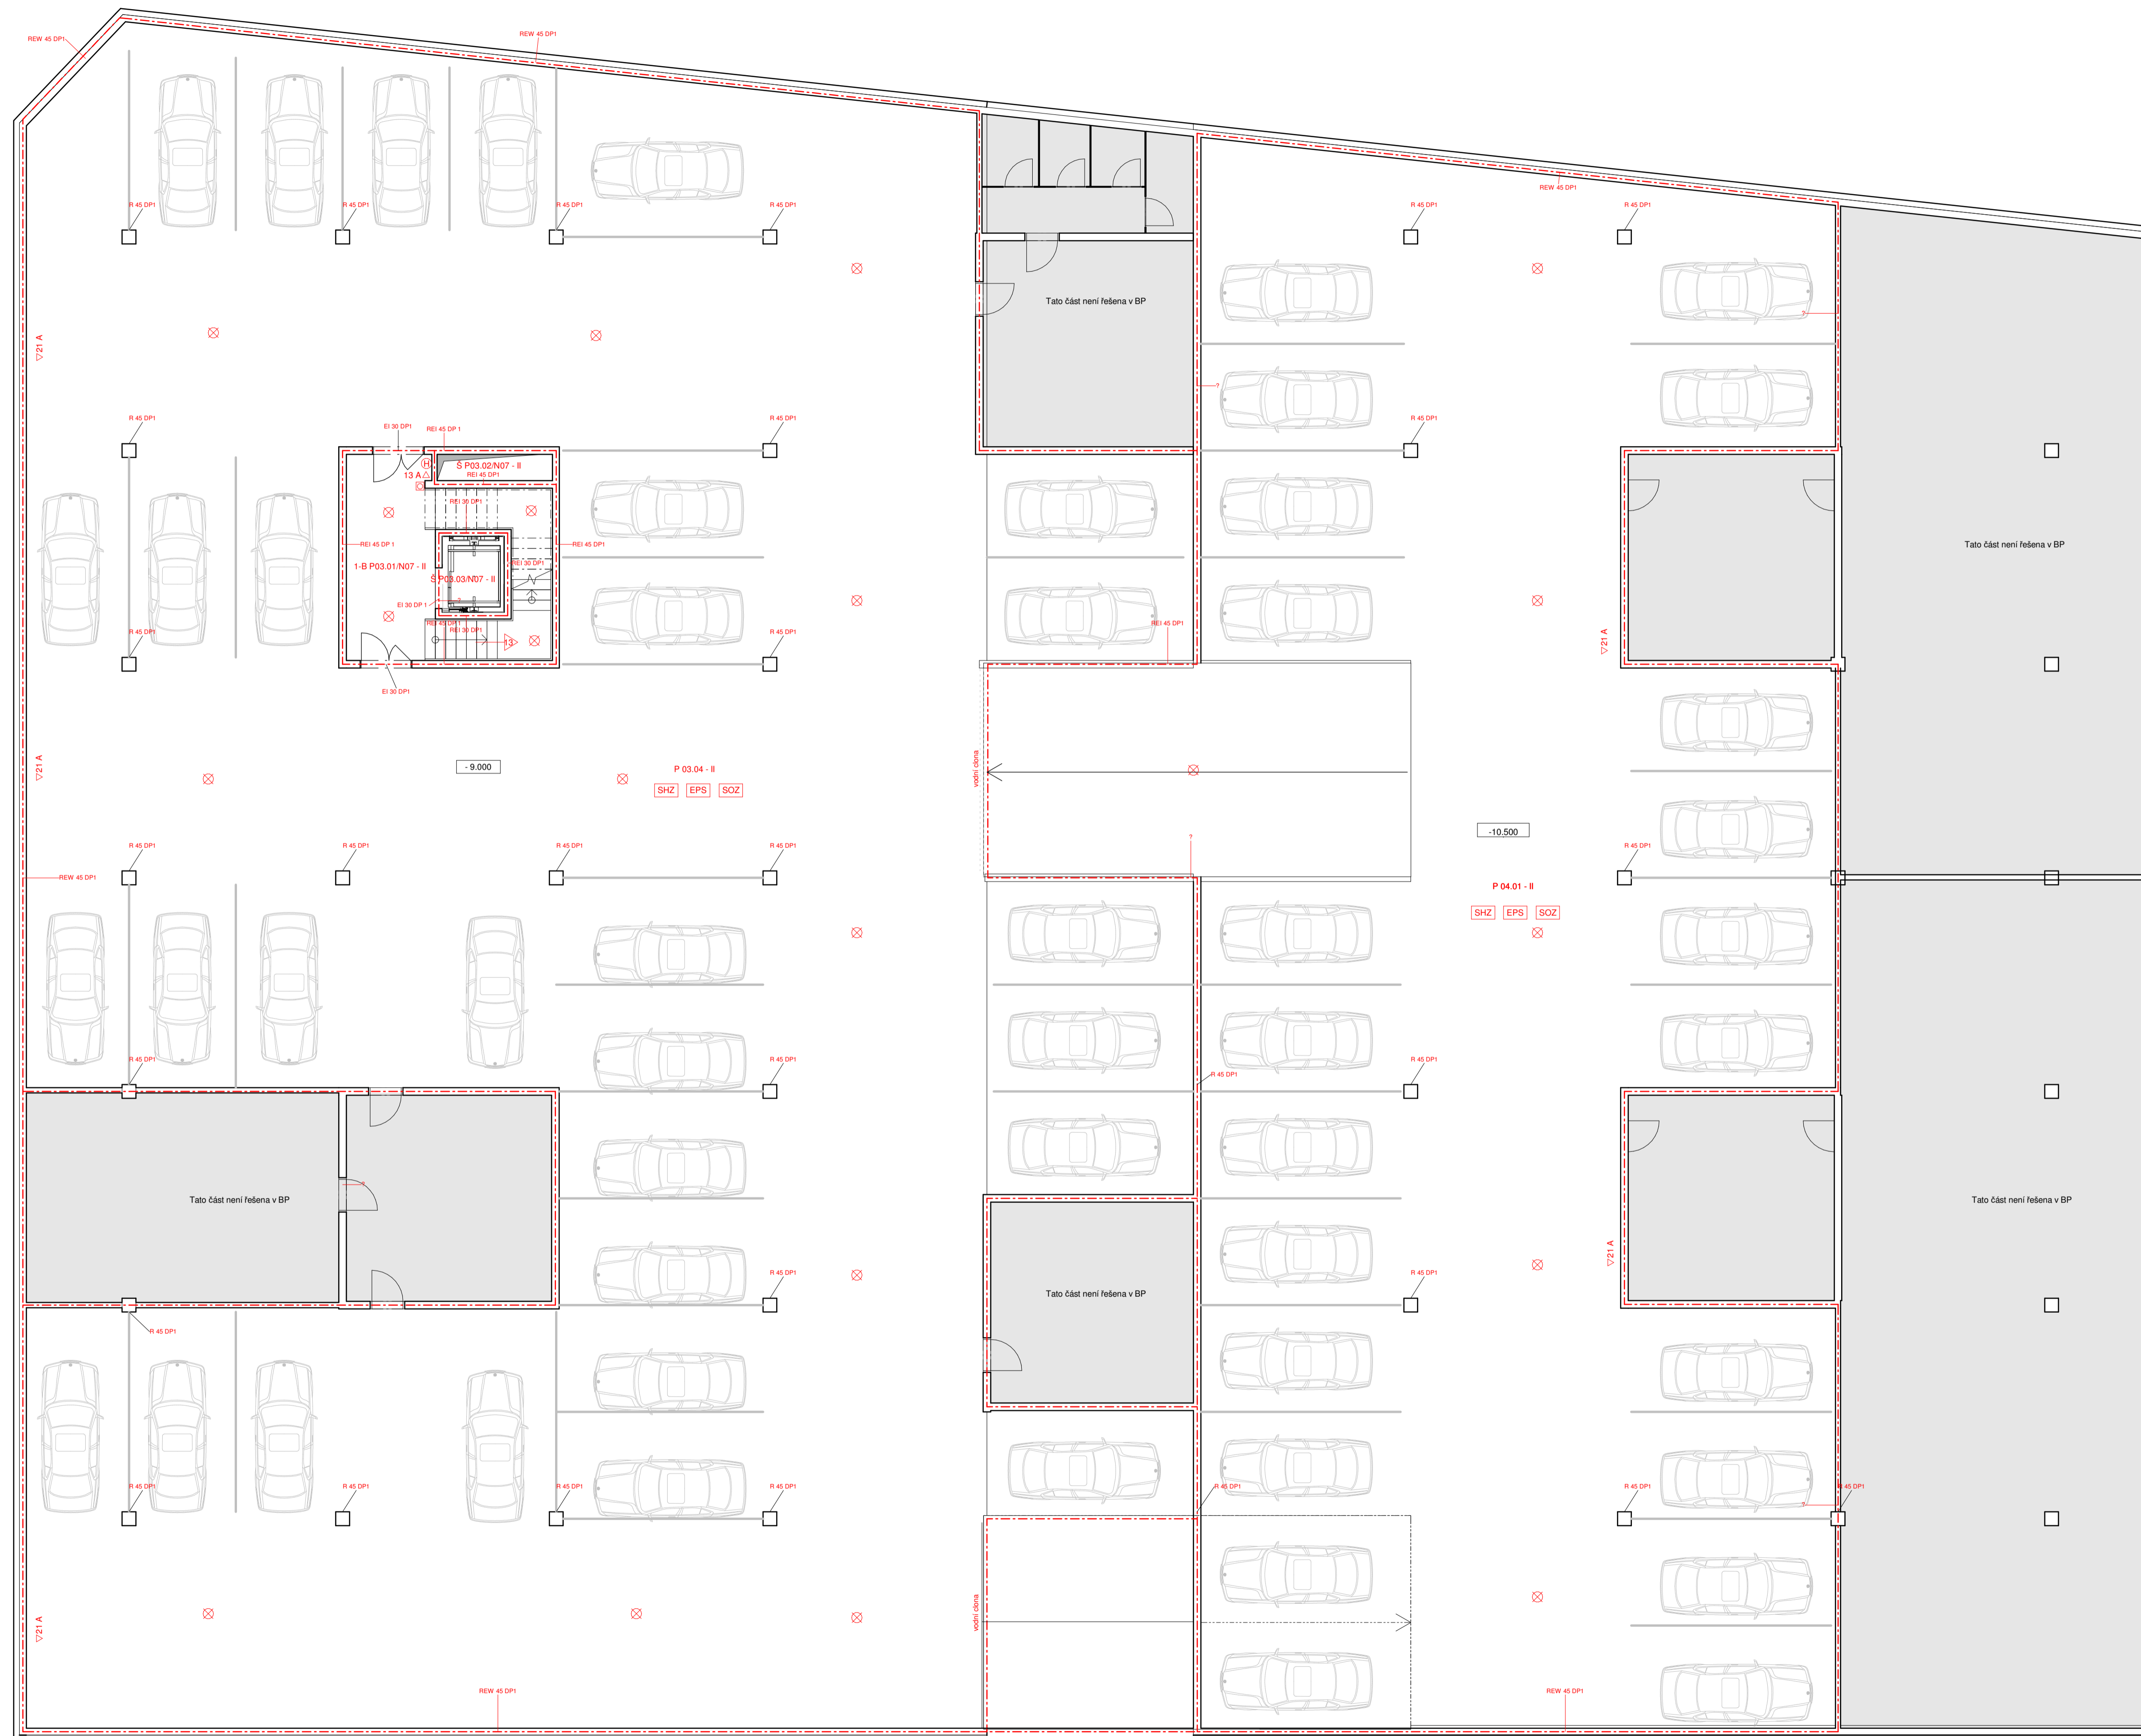 REW 45 DP1
REW 45 DP1
REW 45 DP1
R 45 DP1
R 45 DP1
R 45 DP1
R 45 DP1
R 45 DP1
R 45 DP1
Tato část není řešena v BP
?
21 A
?
R 45 DP1
R 45 DP1
R 45 DP1
EI 30 DP1
REI 45 DP 1
H
Š P03.02/N07 - II
13 A
REI 45 DP1
REI 30 DP1
REI 45 DP 1
REI 45 DP1
Tato část není řešena v BP
1-B P03.01/N07 - II
REI 30 DP1
Š P03.03/N07 - II
EI 30 DP 1
?
REI 45 DP1
REI 30 DP1
REI 45 DP1
R 45 DP1
R 45 DP1
13
21 A
EI 30 DP1
21 A
- 9.000
P 03.04 - II
SHZ
EPS
SOZ
vodní clona
?
-10.500
R 45 DP1
R 45 DP1
R 45 DP1
R 45 DP1
R 45 DP1
REW 45 DP1
P 04.01 - II
SHZ
EPS
SOZ
R 45 DP1
R 45 DP1
R 45 DP1
R 45 DP1
?
Tato část není řešena v BP
Tato část není řešena v BP
21 A
R 45 DP1
R 45 DP1
Tato část není řešena v BP
R 45 DP1
R 45 DP1
R 45 DP1
R 45 DP1
R 45 DP1
R 45 DP1
R 45 DP1
R 45 DP1
?
21 A
vodní clona
REW 45 DP1
REW 45 DP1